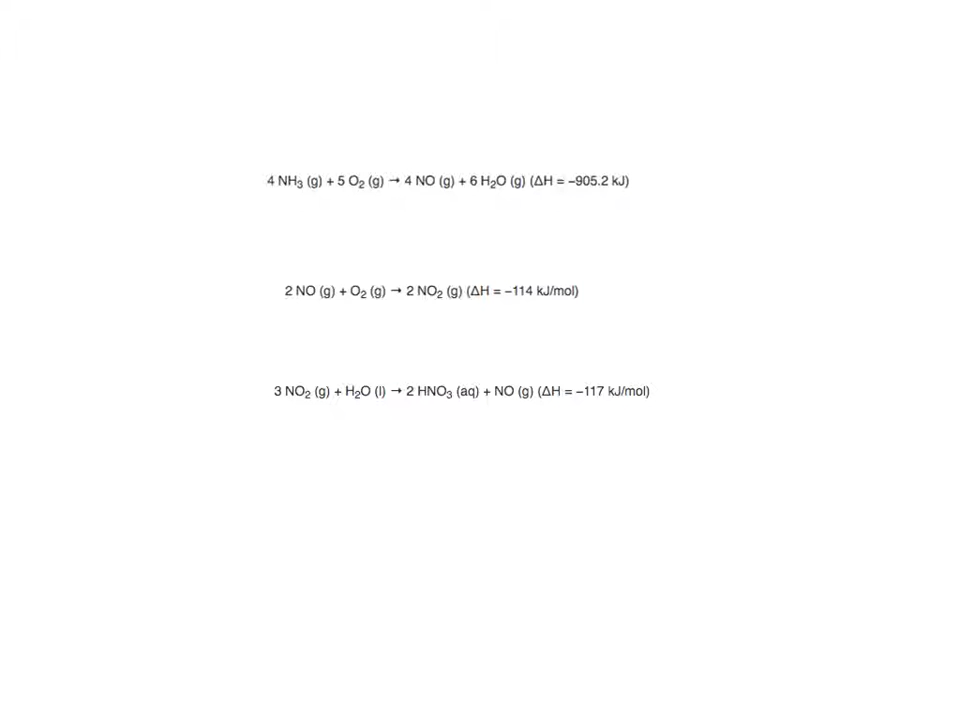 4 NH₃ (g) + 5 O₂ (g) → 4 NO (g) + 6 H₂O (g) (ΔH = −905.2 kJ)
2 NO (g) + O₂ (g) → 2 NO₂ (g) (ΔH = −114 kJ/mol)
3 NO₂ (g) + H₂O (l) → 2 HNO₃ (aq) + NO (g) (ΔH = −117 kJ/mol)